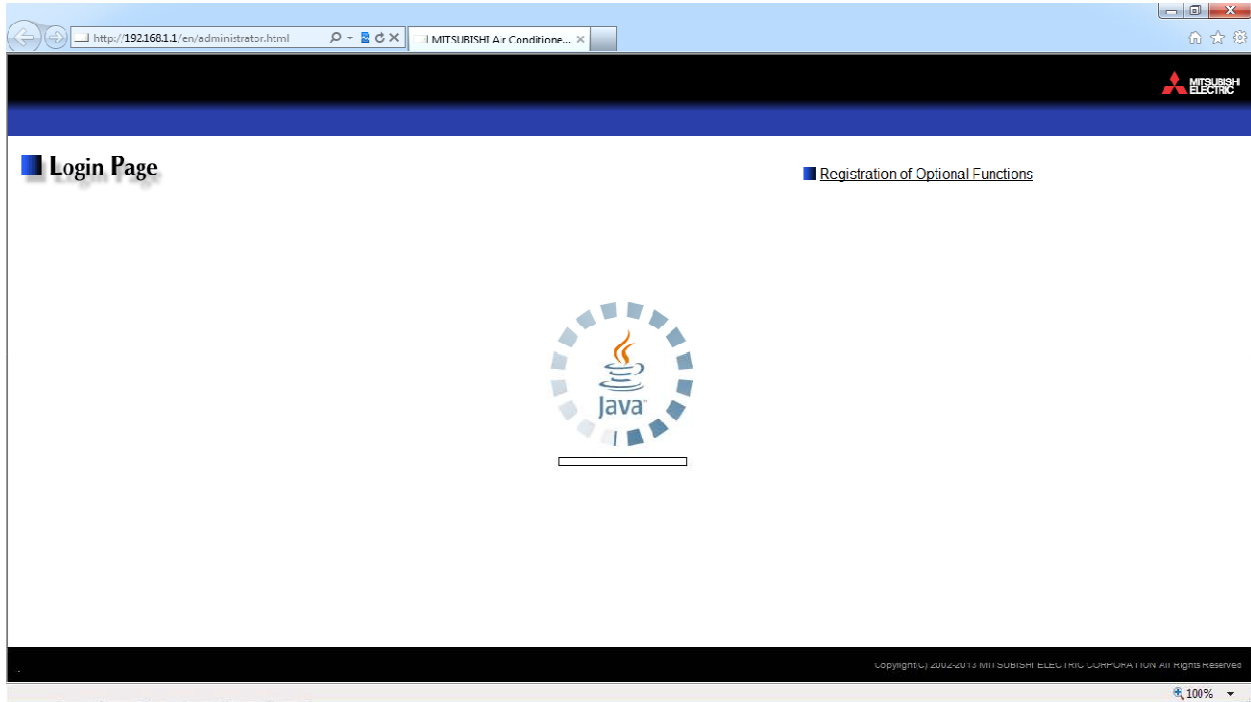 http://192.168.1.1/en/administrator.html
MITSUBISHI Air Conditione...
MITSUBISHI
ELECTRIC
Login Page
Registration of Optional Functions
Java
Copyright(C) 2002-2013 MITSUBISHI ELECTRIC CORPORATION All Rights Reserved
100%